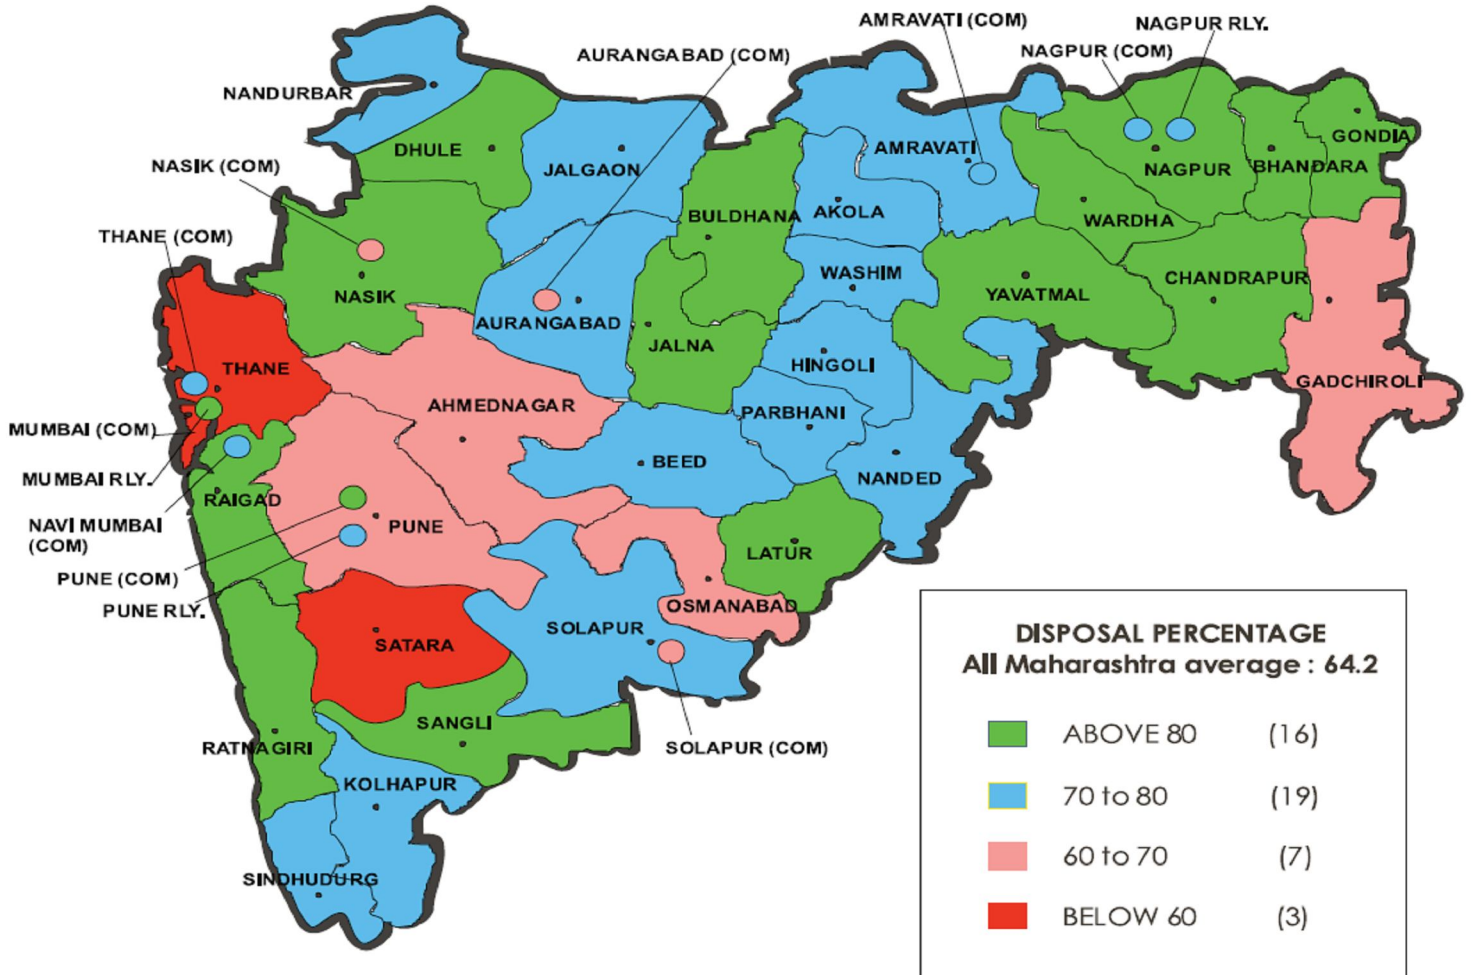 AMRAVATI (COM)
NAGPUR RLY.
NAGPUR (COM)
AURANGABAD (COM)
NANDURBAR
GONDIA
DHULE
AMRAVATI
NASIK (COM)
JALGAON
NAGPUR
BHANDARA
BULDHANA
AKOLA
WARDHA
THANE (COM)
WASHIM
CHANDRAPUR
NASIK
YAVATMAL
AURANGABAD
JALNA
THANE
HINGOLI
GADCHIROLI
AHMEDNAGAR
PARBHANI
MUMBAI (COM)
BEED
NANDED
MUMBAI RLY.
RAIGAD
NAVI MUMBAI
(COM)
PUNE
LATUR
PUNE (COM)
PUNE RLY.
OSMANABAD
SOLAPUR
SATARA
SANGLI
RATNAGIRI
SOLAPUR (COM)
KOLHAPUR
SINDHUDURG
DISPOSAL PERCENTAGE
All Maharashtra average : 64.2
ABOVE 80 (16)
70 to 80 (19)
60 to 70 (7)
BELOW 60 (3)